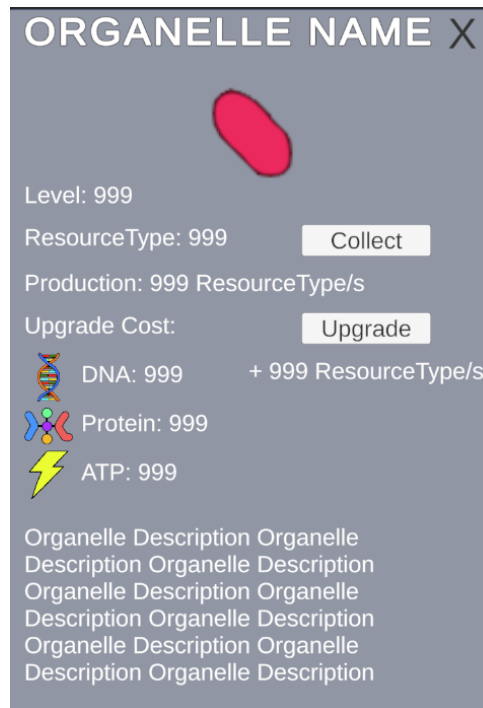 ORGANELLE NAME X
Level: 999
ResourceType: 999 Collect
Production: 999 ResourceType/s
Upgrade Cost: Upgrade
DNA: 999 + 999 ResourceType/s
Protein: 999
ATP: 999
Organelle Description Organelle
Description Organelle Description
Organelle Description Organelle
Description Organelle Description
Organelle Description Organelle
Description Organelle Description